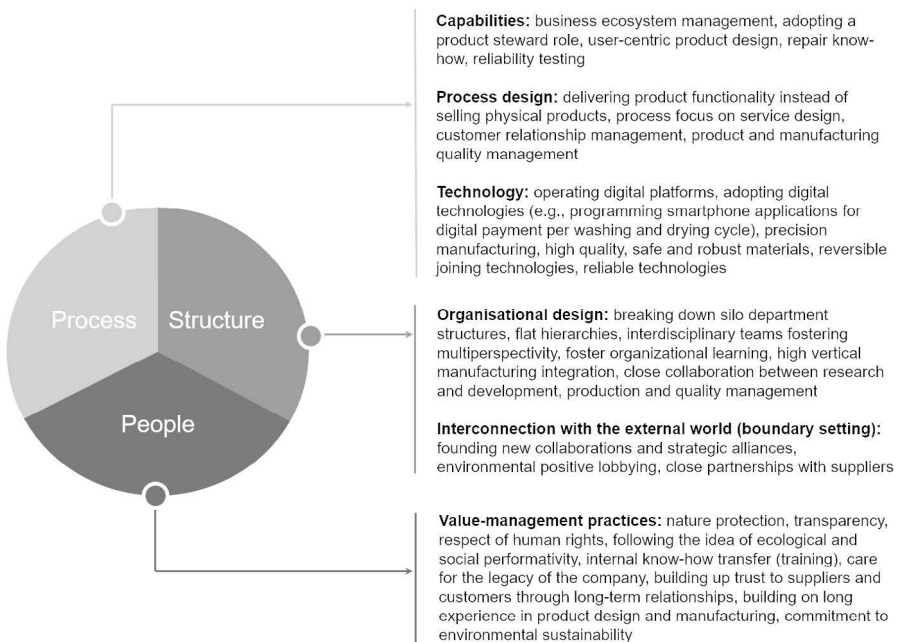 Capabilities: business ecosystem management, adopting a
product steward role, user-centric product design, repair know-
how, reliability testing
Process design: delivering product functionality instead of
selling physical products, process focus on service design,
customer relationship management, product and manufacturing
quality management
Technology: operating digital platforms, adopting digital
technologies (e.g., programming smartphone applications for
digital payment per washing and drying cycle), precision
manufacturing, high quality, safe and robust materials, reversible
joining technologies, reliable technologies
Process
Structure
People
Organisational design: breaking down silo department
structures, flat hierarchies, interdisciplinary teams fostering
multiperspectivity, foster organizational learning, high vertical
manufacturing integration, close collaboration between research
and development, production and quality management
Interconnection with the external world (boundary setting):
founding new collaborations and strategic alliances,
environmental positive lobbying, close partnerships with suppliers
Value-management practices: nature protection, transparency,
respect of human rights, following the idea of ecological and
social performativity, internal know-how transfer (training), care
for the legacy of the company, building up trust to suppliers and
customers through long-term relationships, building on long
experience in product design and manufacturing, commitment to
environmental sustainability